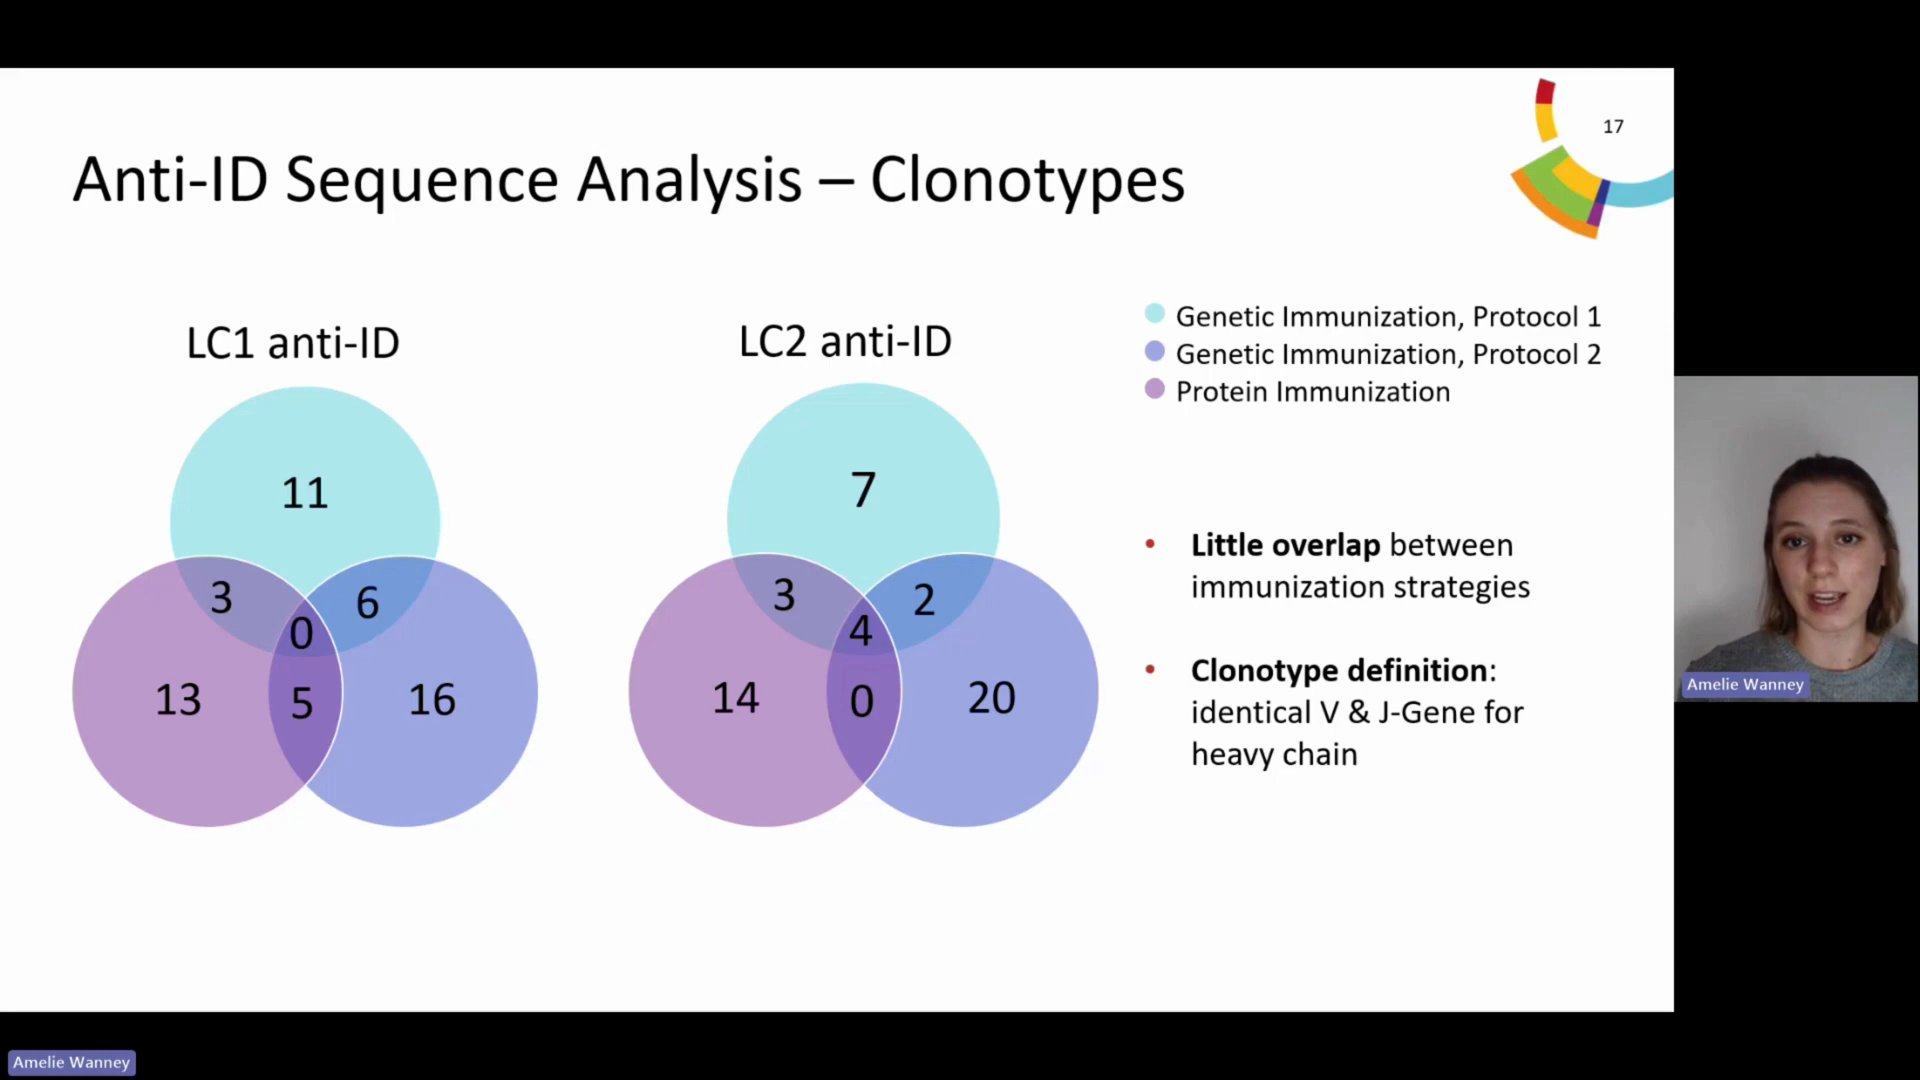 17
Anti-ID Sequence Analysis – Clonotypes
LC1 anti-ID
11
3
6
0
13
5
16
LC2 anti-ID
7
3
2
4
14
0
20
Genetic Immunization, Protocol 1
Genetic Immunization, Protocol 2
Protein Immunization
• Little overlap between
immunization strategies
• Clonotype definition:
identical V & J-Gene for
heavy chain
Amelie Wanney
Amelie Wanney